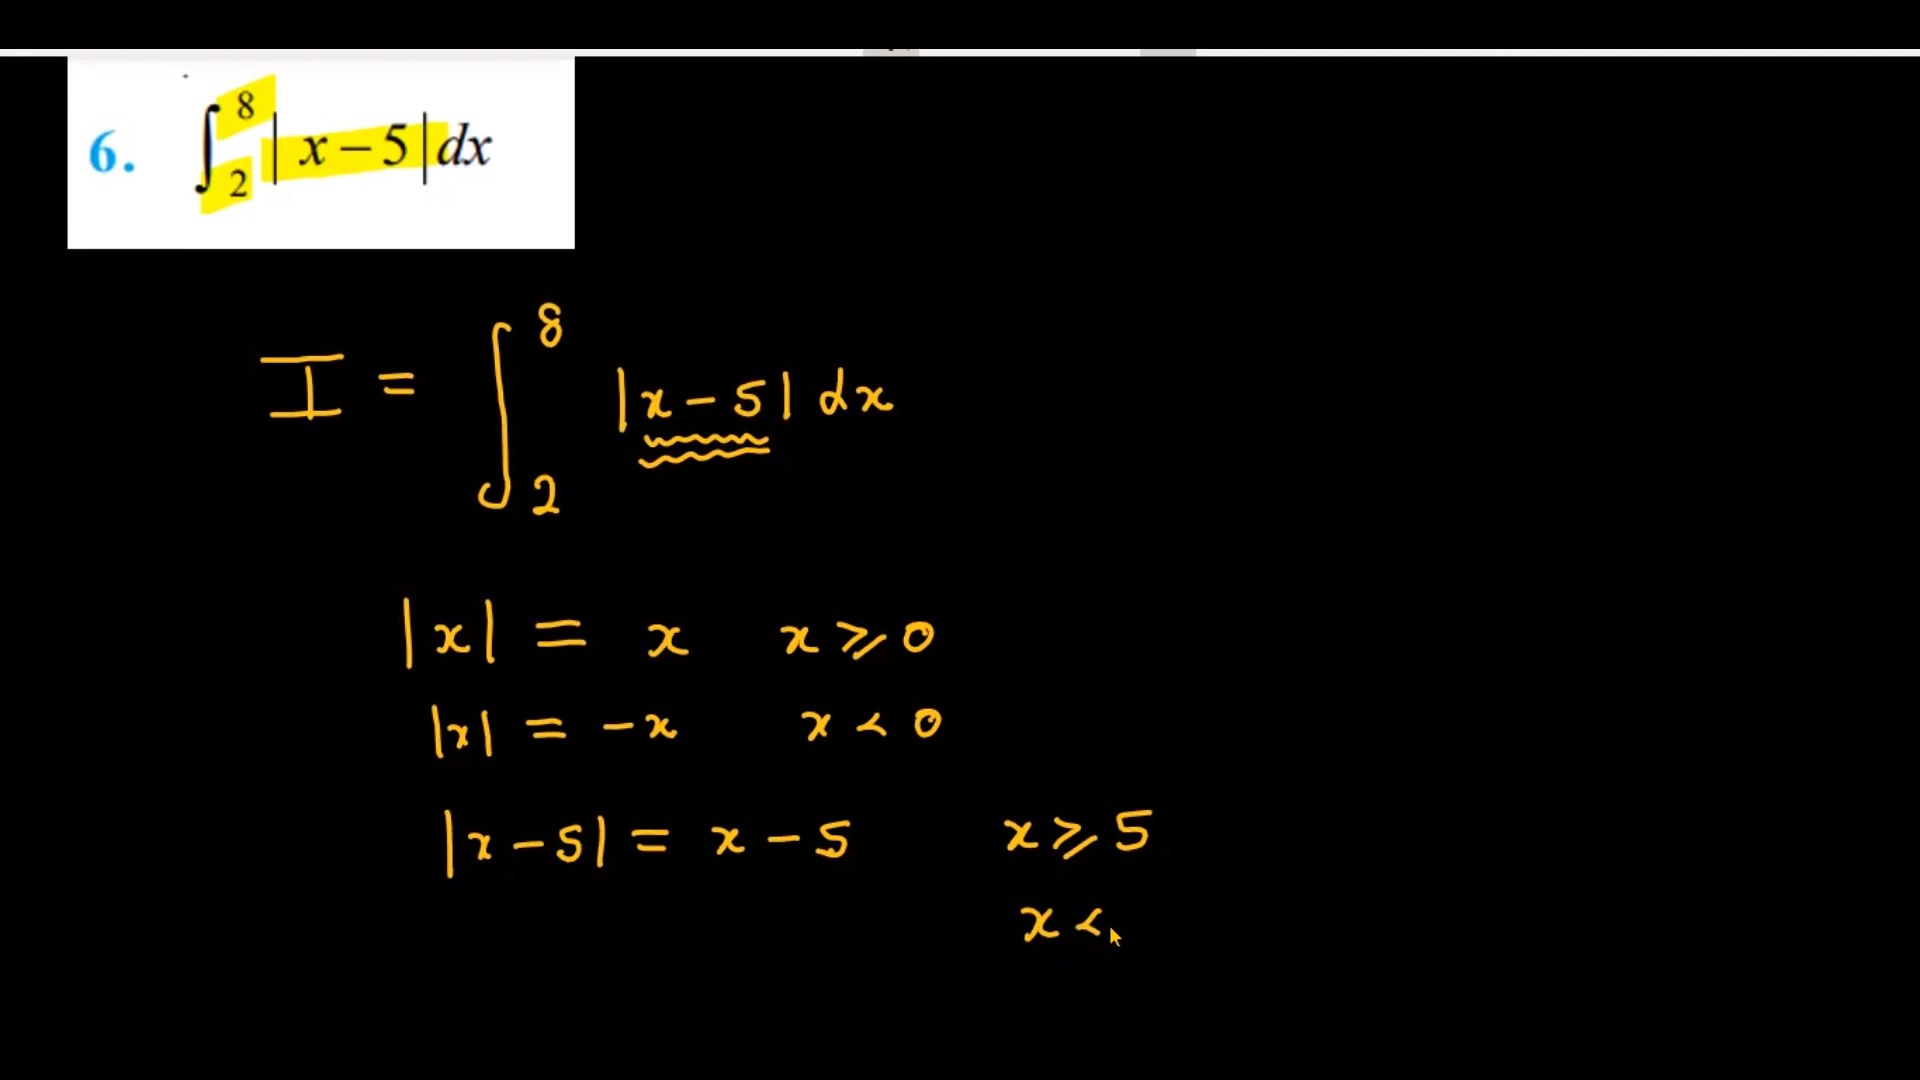 6. ∫₂⁸ | x – 5 | dx
I = ∫₂⁸ |x – 5| dx
|x| = x x ⩾ 0
|x| = –x x < 0
|x – 5| = x – 5 x ⩾ 5
x <